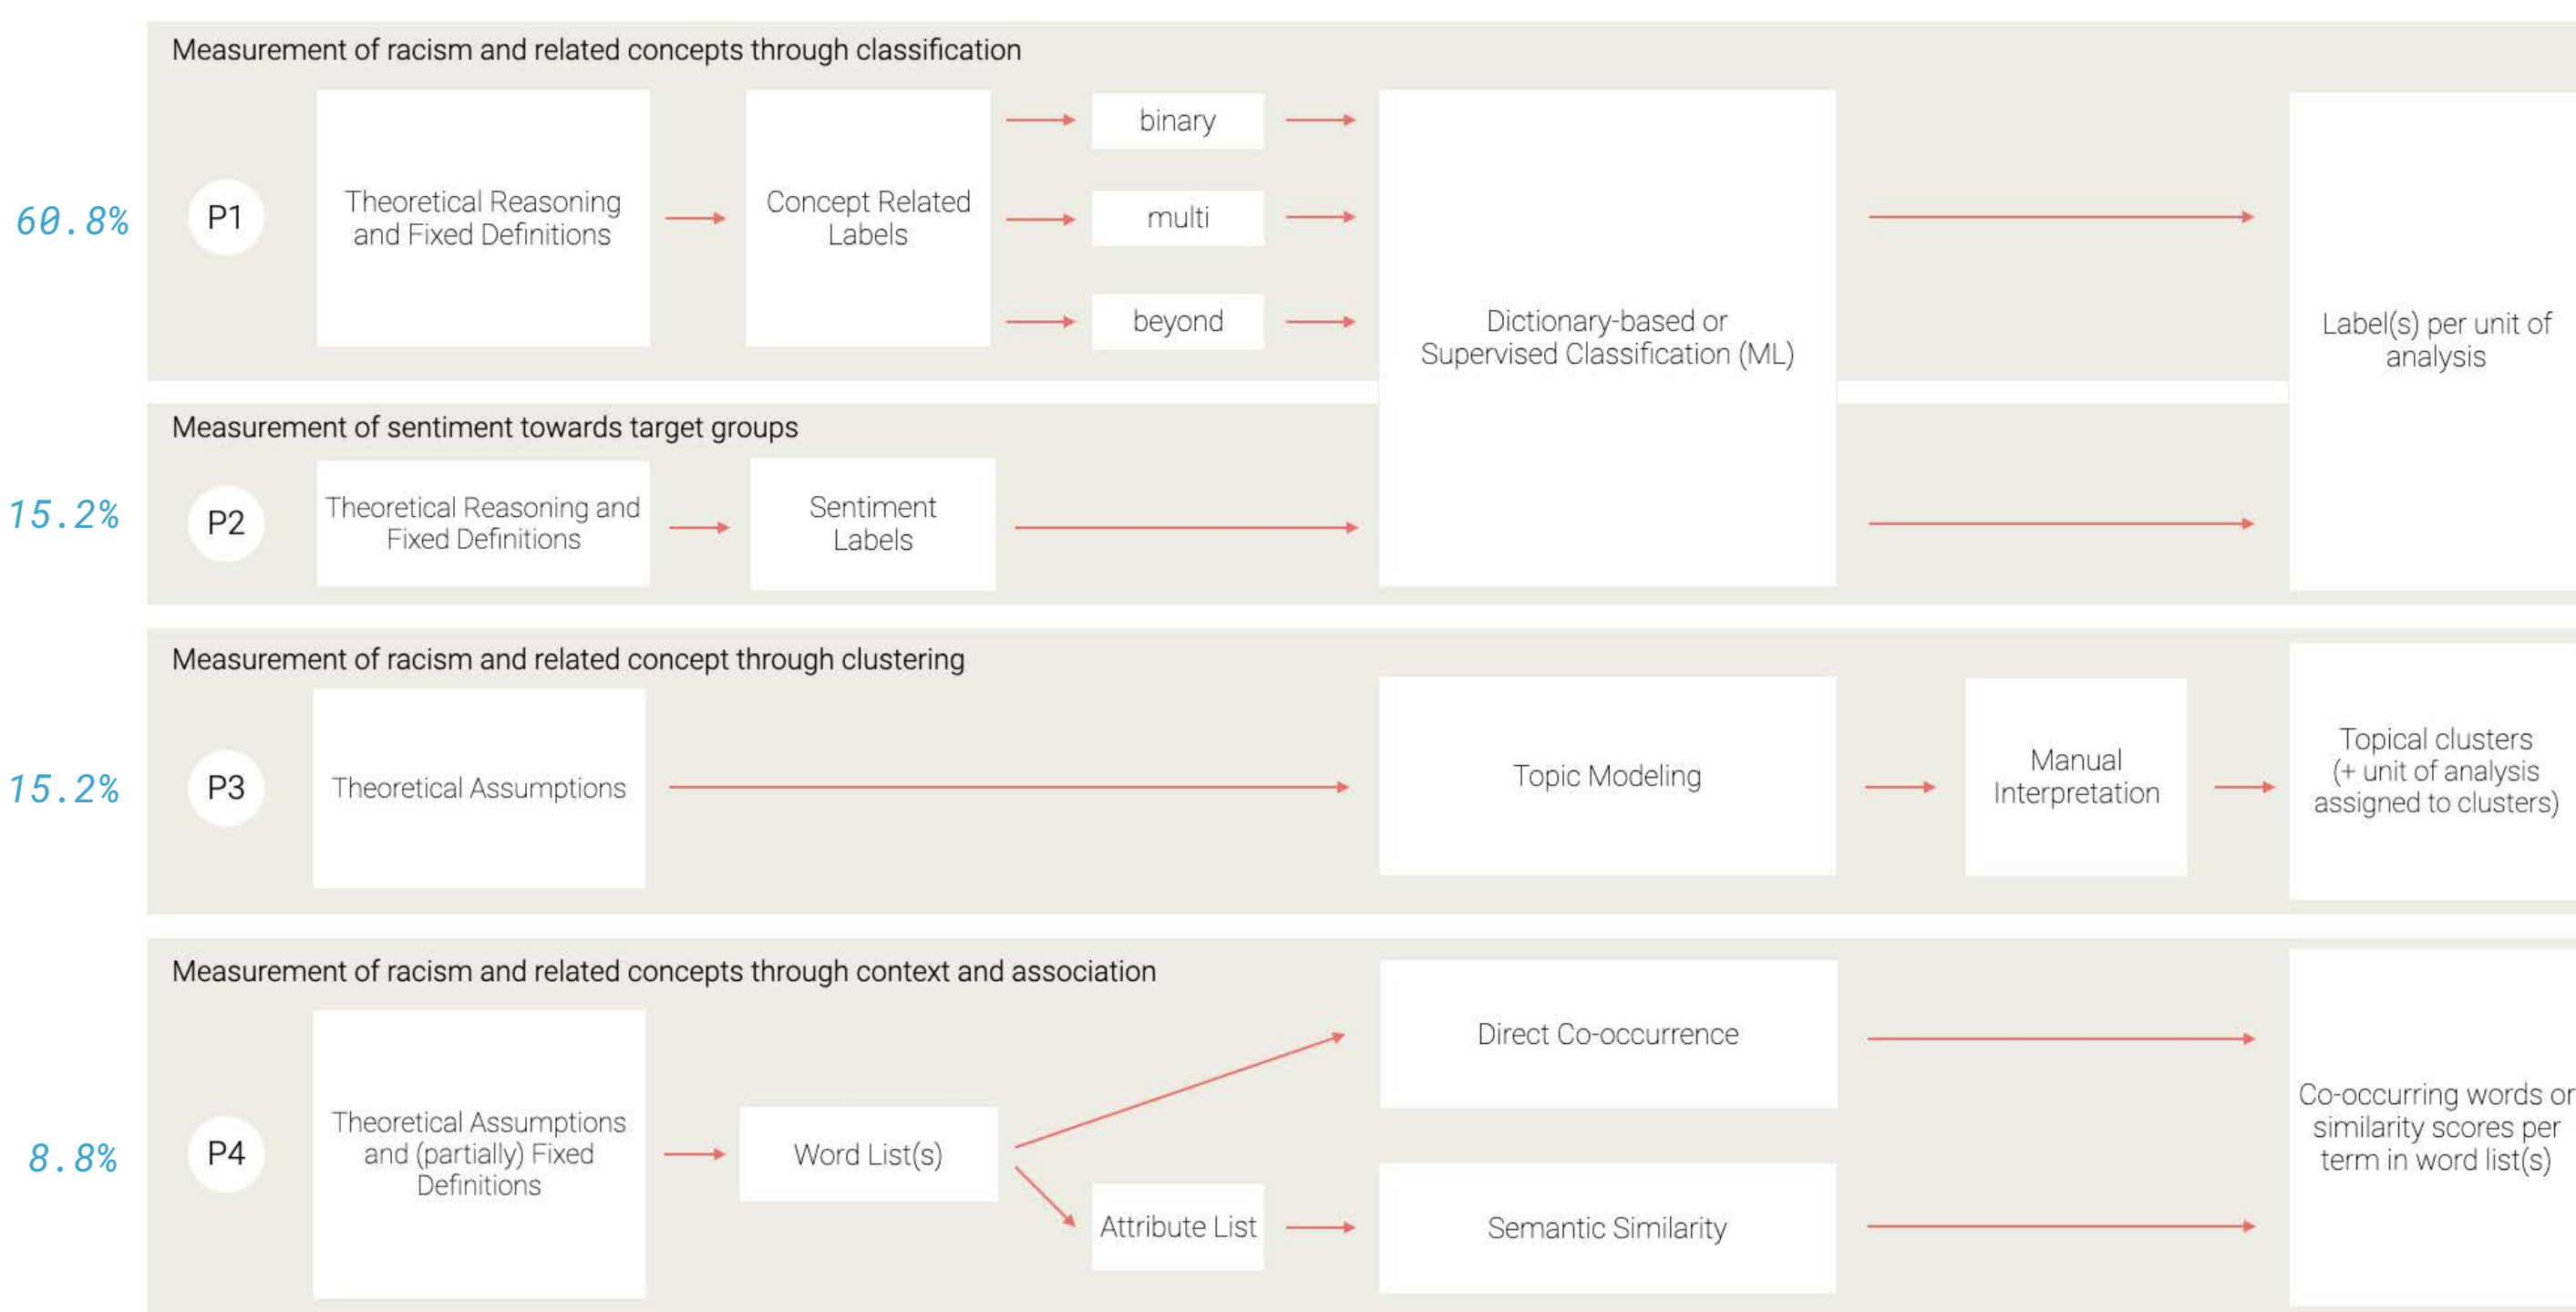 Measurement of racism and related concepts through classification
60.8%
P1
Theoretical Reasoning
and Fixed Definitions
Concept Related
Labels
binary
multi
beyond
Dictionary-based or
Supervised Classification (ML)
Label(s) per unit of
analysis
Measurement of sentiment towards target groups
15.2%
P2
Theoretical Reasoning and
Fixed Definitions
Sentiment
Labels
Measurement of racism and related concept through clustering
15.2%
P3
Theoretical Assumptions
Topic Modeling
Manual
Interpretation
Topical clusters
(+ unit of analysis
assigned to clusters)
Measurement of racism and related concepts through context and association
8.8%
P4
Theoretical Assumptions
and (partially) Fixed
Definitions
Word List(s)
Direct Co-occurrence
Attribute List
Semantic Similarity
Co-occurring words or
similarity scores per
term in word list(s)